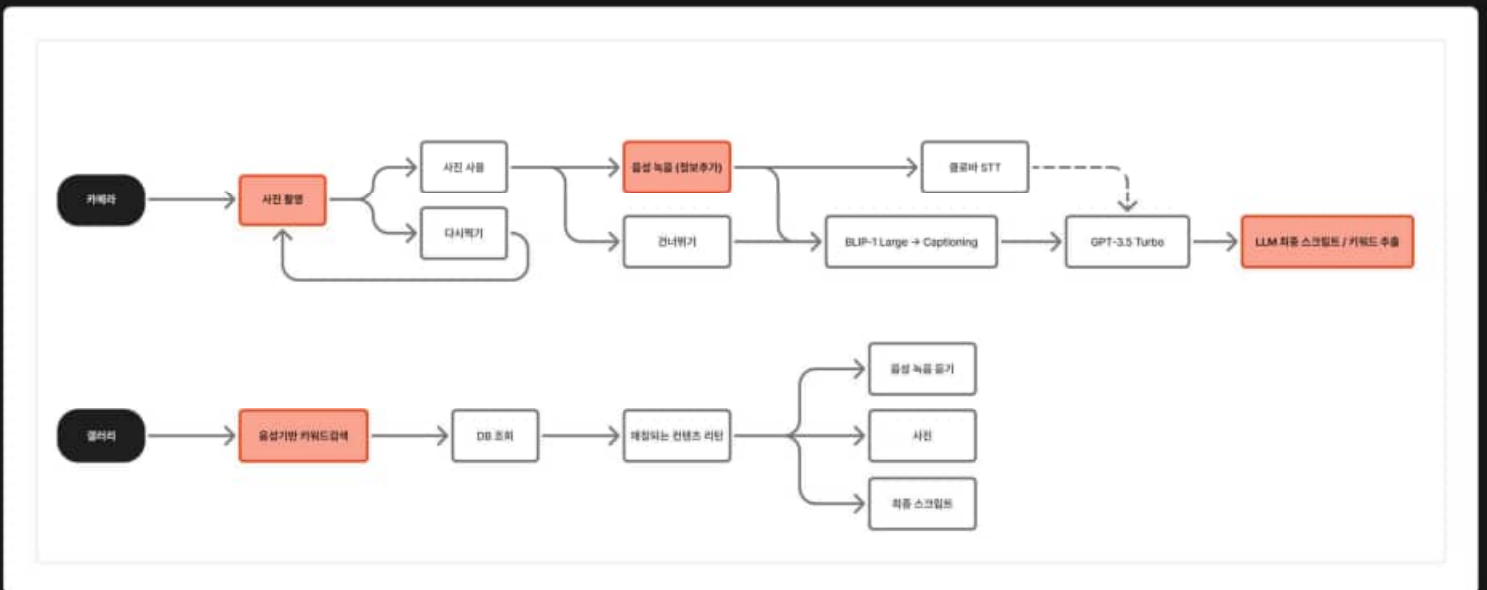 카메라
사진 촬영
사진 사용
다시찍기
음성 녹음 (정보추가)
건너뛰기
클로바 STT
BLIP-1 Large → Captioning
GPT-3.5 Turbo
LLM 최종 스크립트 / 키워드 추출
갤러리
음성기반 키워드검색
DB 조회
매칭되는 컨텐츠 리턴
음성 녹음 듣기
사진
최종 스크립트